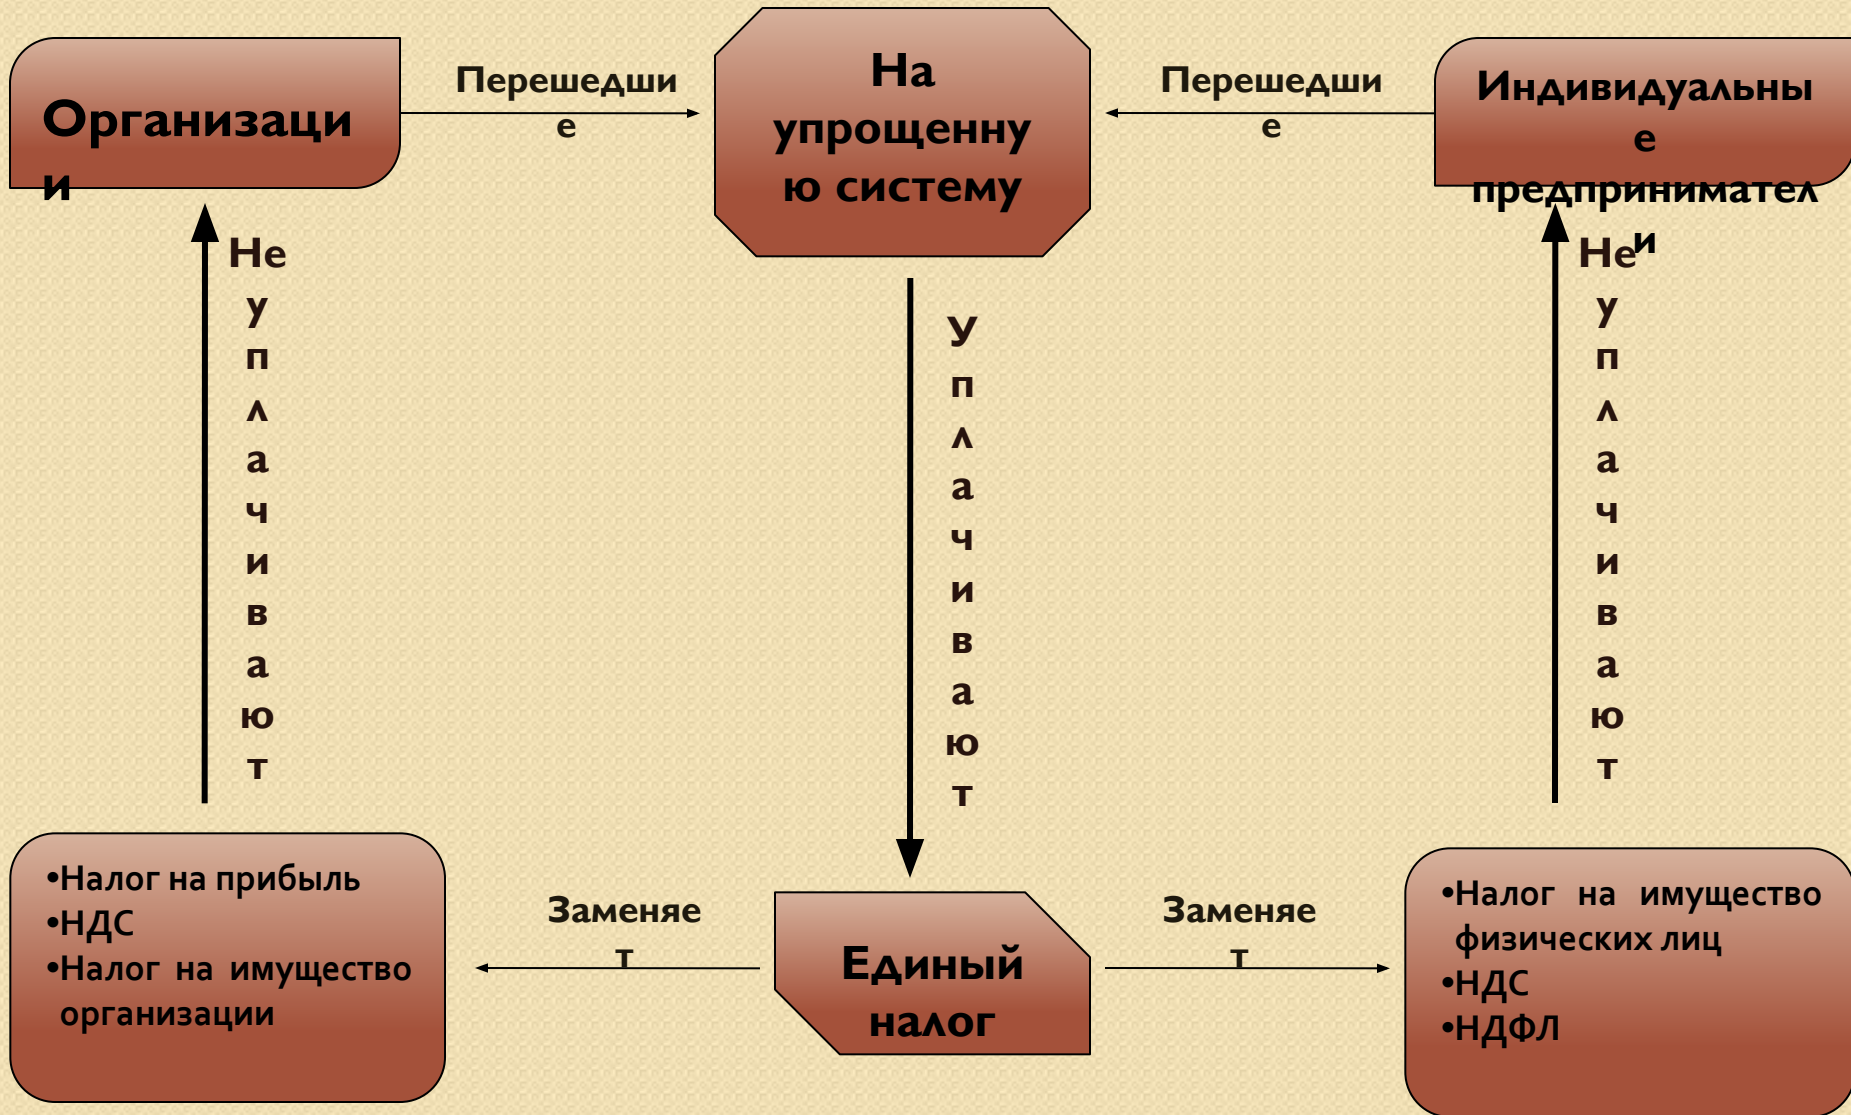 Организаци
и
Перешедши
е
На
упрощенну
ю систему
Перешедши
е
Индивидуальны
е
предпринимател
и
Не
у
п
л
а
ч
и
в
а
ю
т
У
п
л
а
ч
и
в
а
ю
т
Не
у
п
л
а
ч
и
в
а
ю
т
•Налог на прибыль
•НДС
•Налог на имущество
организации
Заменяе
т
Единый
налог
Заменяе
т
•Налог на имущество
физических лиц
•НДС
•НДФЛ